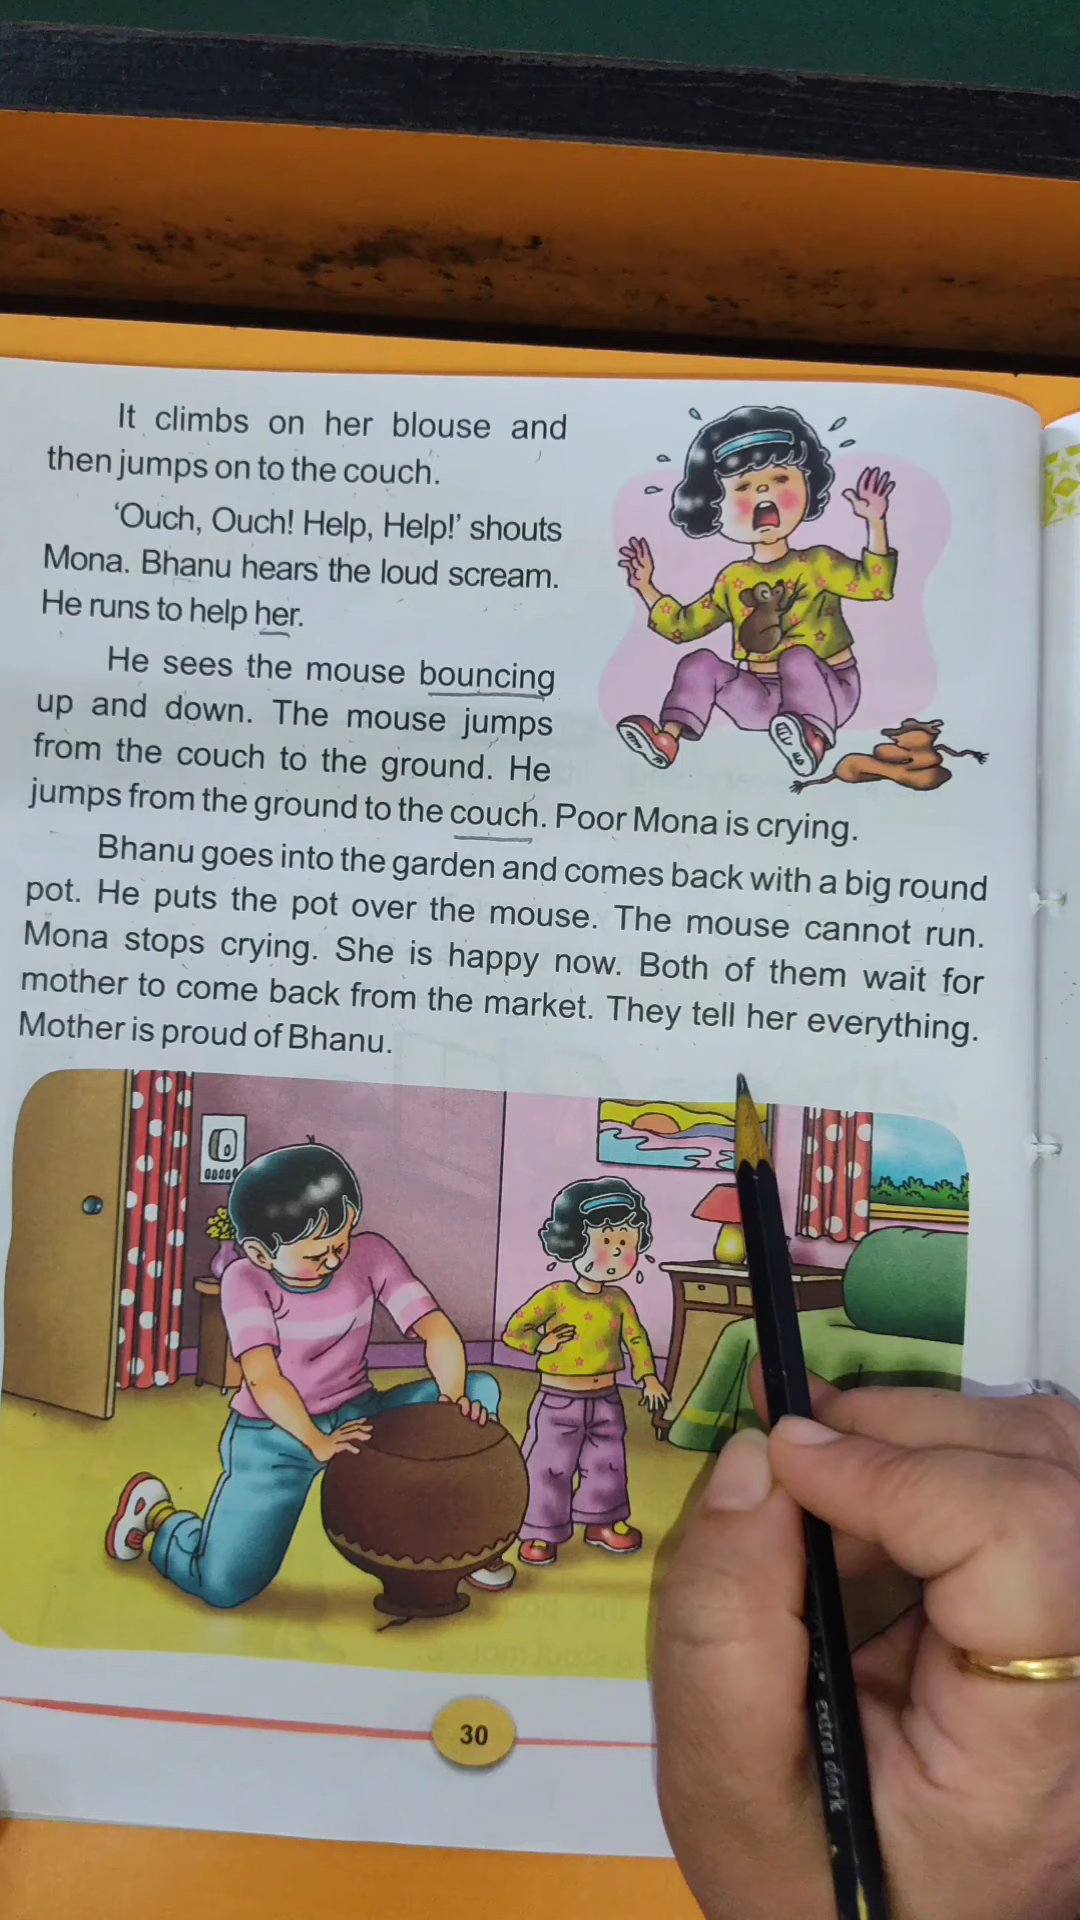 It climbs on her blouse and
then jumps on to the couch.
‘Ouch, Ouch! Help, Help!’ shouts
Mona. Bhanu hears the loud scream.
He runs to help her.
He sees the mouse bouncing
up and down. The mouse jumps
from the couch to the ground. He
jumps from the ground to the couch. Poor Mona is crying.
Bhanu goes into the garden and comes back with a big round
pot. He puts the pot over the mouse. The mouse cannot run.
Mona stops crying. She is happy now. Both of them wait for
mother to come back from the market. They tell her everything.
Mother is proud of Bhanu.
30
extra dark